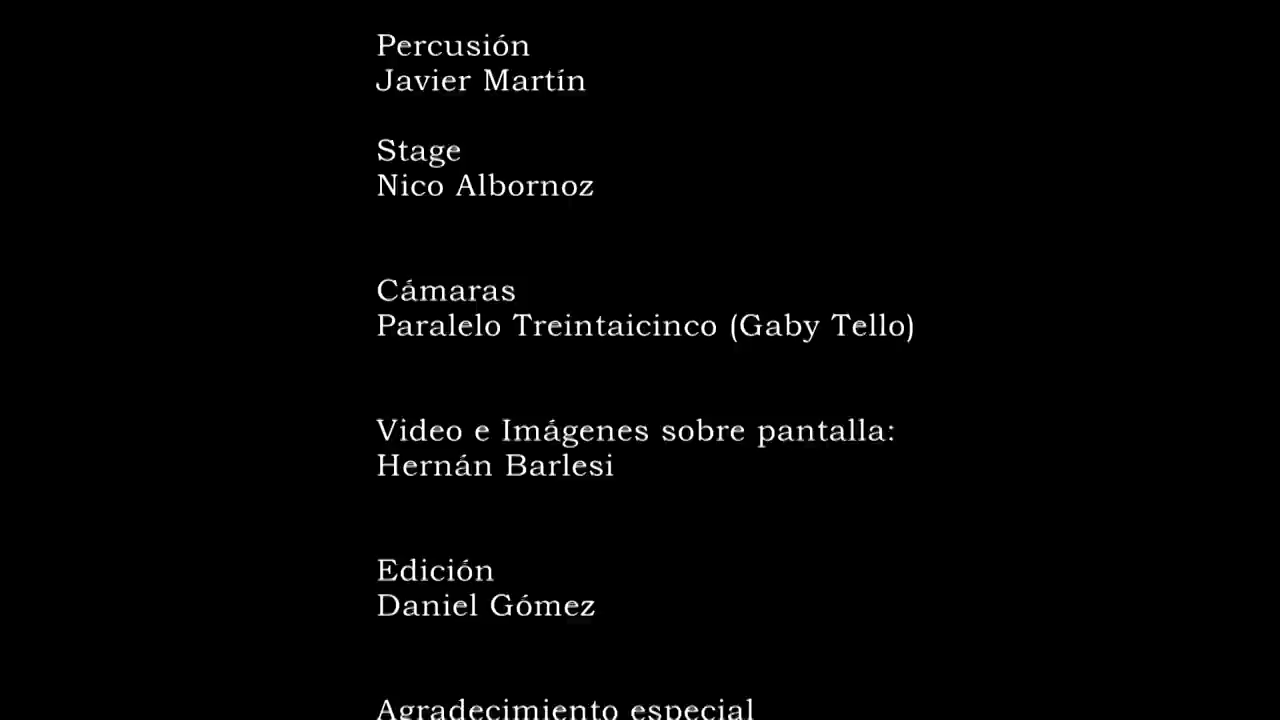 Percusión
Javier Martín
Stage
Nico Albornoz
Cámaras
Paralelo Treintaicinco (Gaby Tello)
Video e Imágenes sobre pantalla:
Hernán Barlesi
Edición
Daniel Gómez
Agradecimiento especial